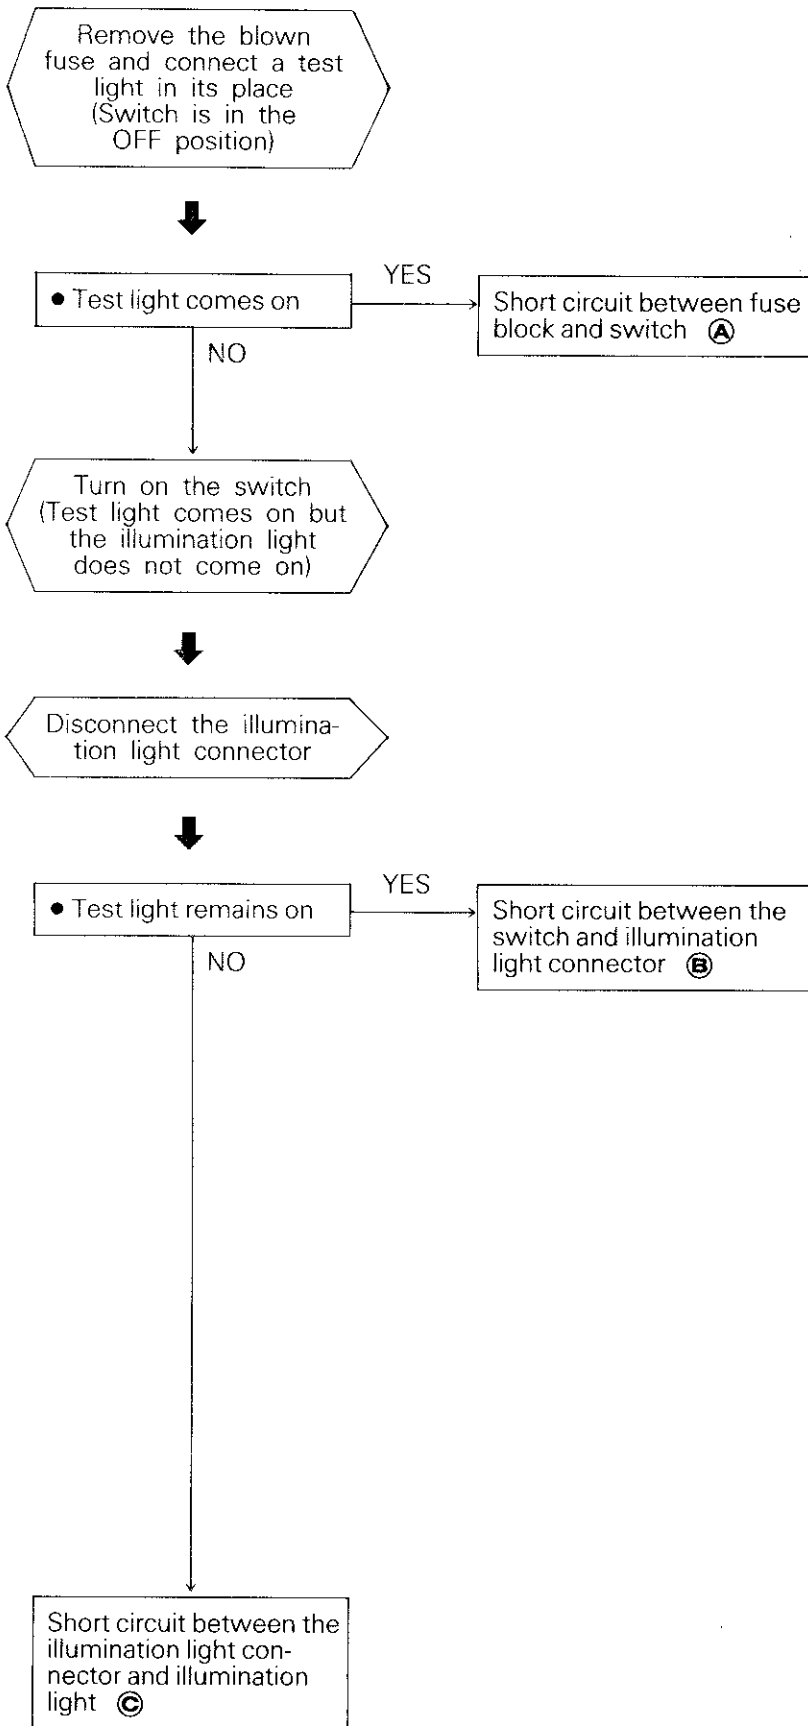 Remove the blown
fuse and connect a test
light in its place
(Switch is in the
OFF position)
● Test light comes on
YES
Short circuit between fuse
block and switch Ⓐ
NO
Turn on the switch
(Test light comes on but
the illumination light
does not come on)
Disconnect the illumina-
tion light connector
● Test light remains on
YES
Short circuit between the
switch and illumination
light connector Ⓑ
NO
Short circuit between the
illumination light con-
nector and illumination
light Ⓒ